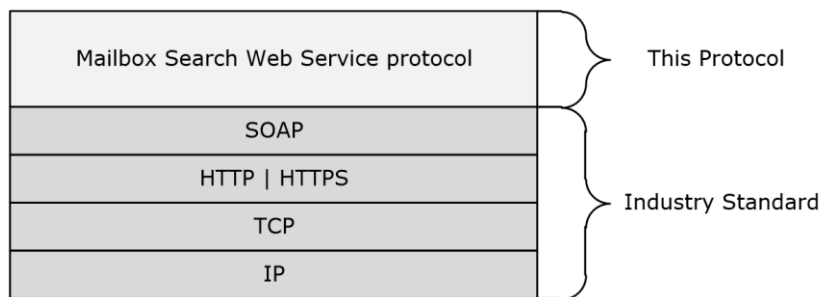 Mailbox Search Web Service protocol
This Protocol
SOAP
HTTP | HTTPS
Industry Standard
TCP
IP